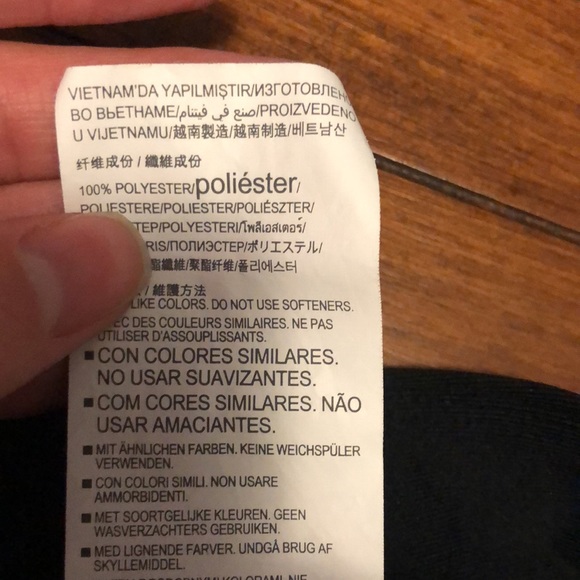 VIETNAM'DA YAPILMIŞTIR/ИЗГОТОВЛЕН
ВО ВЬЕТНАМЕ/صنع في فيتنام/PROIZVEDENO
U VIJETNAMU/越南製造/越南制造/베트남산
纤维成份 / 纖維成份
100% POLYESTER/poliéster/
POLIESTERE/POLIESTER/POLIÉSZTER/
TEP/POLYESTERI/โพลีเอสเตอร์/
RIS/ПОЛИЭСТЕР/ポリエステル/
酯纖維/聚酯纤维/폴리에스터
/ 維護方法
LIKE COLORS. DO NOT USE SOFTENERS.
EC DES COULEURS SIMILAIRES. NE PAS
UTILISER D'ASSOUPLISSANTS.
■ CON COLORES SIMILARES.
NO USAR SUAVIZANTES.
■ COM CORES SIMILARES. NÃO
USAR AMACIANTES.
■ MIT ÄHNLICHEN FARBEN. KEINE WEICHSPÜLER
VERWENDEN.
■ CON COLORI SIMILI. NON USARE
AMMORBIDENTI.
■ MET SOORTGELIJKE KLEUREN. GEEN
WASVERZACHTERS GEBRUIKEN.
■ MED LIGNENDE FARVER. UNDGÅ BRUG AF
SKYLLEMIDDEL.